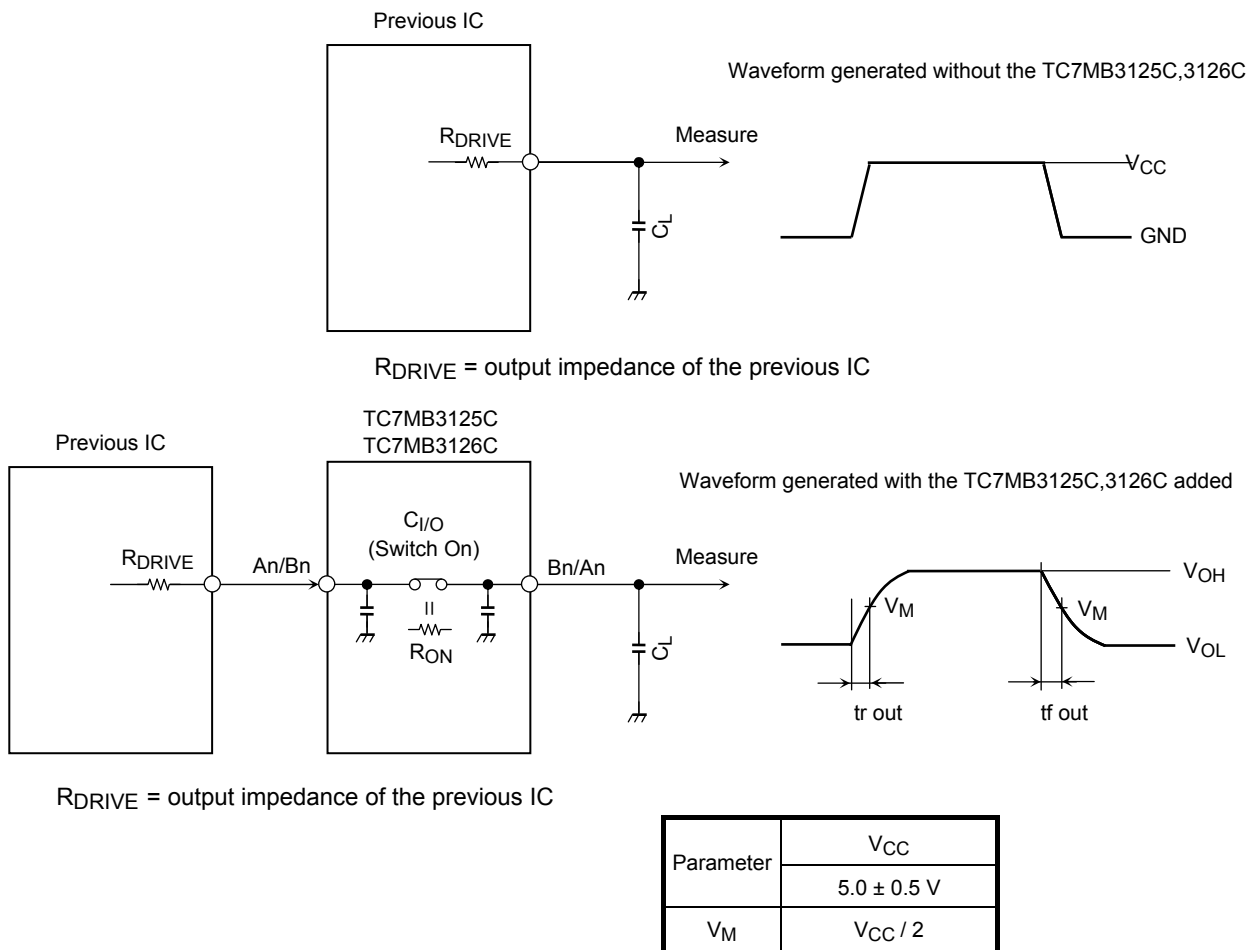 Previous IC
Waveform generated without the TC7MB3125C,3126C
RDRIVE
Measure
CL
VCC
GND
RDRIVE = output impedance of the previous IC
Previous IC
TC7MB3125C
TC7MB3126C
Waveform generated with the TC7MB3125C,3126C added
RDRIVE
An/Bn
CI/O
(Switch On)
RON
Bn/An
Measure
CL
VM
VM
VOH
VOL
tr out
tf out
RDRIVE = output impedance of the previous IC
Parameter
VCC
5.0 ± 0.5 V
VM
VCC / 2